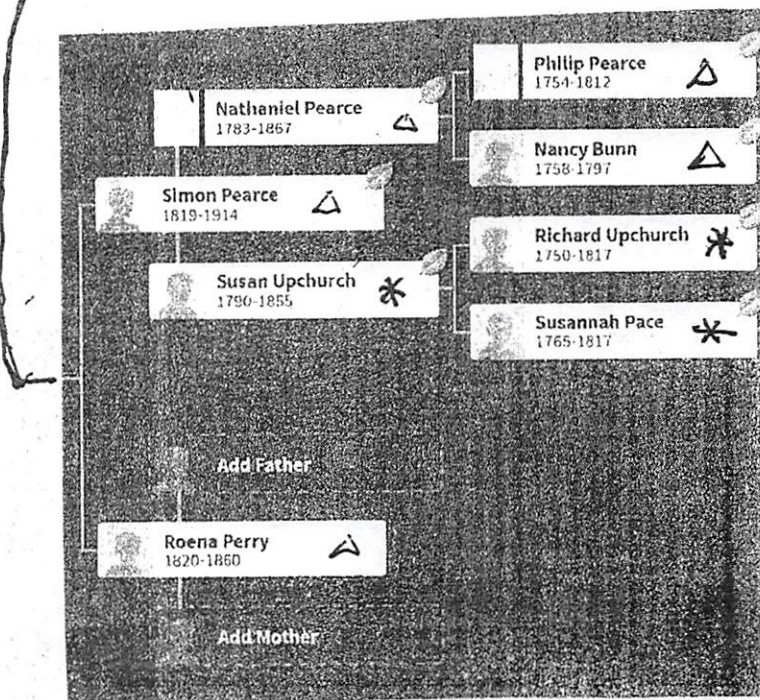 Philip Pearce
1754-1812
Nathaniel Pearce
1783-1867
Nancy Bunn
1758-1797
Simon Pearce
1819-1914
Richard Upchurch
1750-1817
Susan Upchurch
1790-1855
Susannah Pace
1765-1817
Add Father
Roena Perry
1820-1860
Add Mother